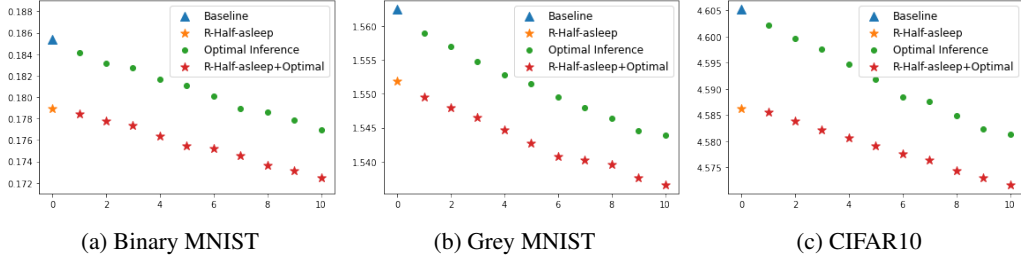 0.188
0.186
0.184
0.182
0.180
0.178
0.176
0.174
0.172
0 2 4 6 8 10
Baseline
R-Half-asleep
Optimal Inference
R-Half-asleep+Optimal
(a) Binary MNIST
1.560
1.555
1.550
1.545
1.540
0 2 4 6 8 10
Baseline
R-Half-asleep
Optimal Inference
R-Half-asleep+Optimal
(b) Grey MNIST
4.605
4.600
4.595
4.590
4.585
4.580
4.575
0 2 4 6 8 10
Baseline
R-Half-asleep
Optimal Inference
R-Half-asleep+Optimal
(c) CIFAR10